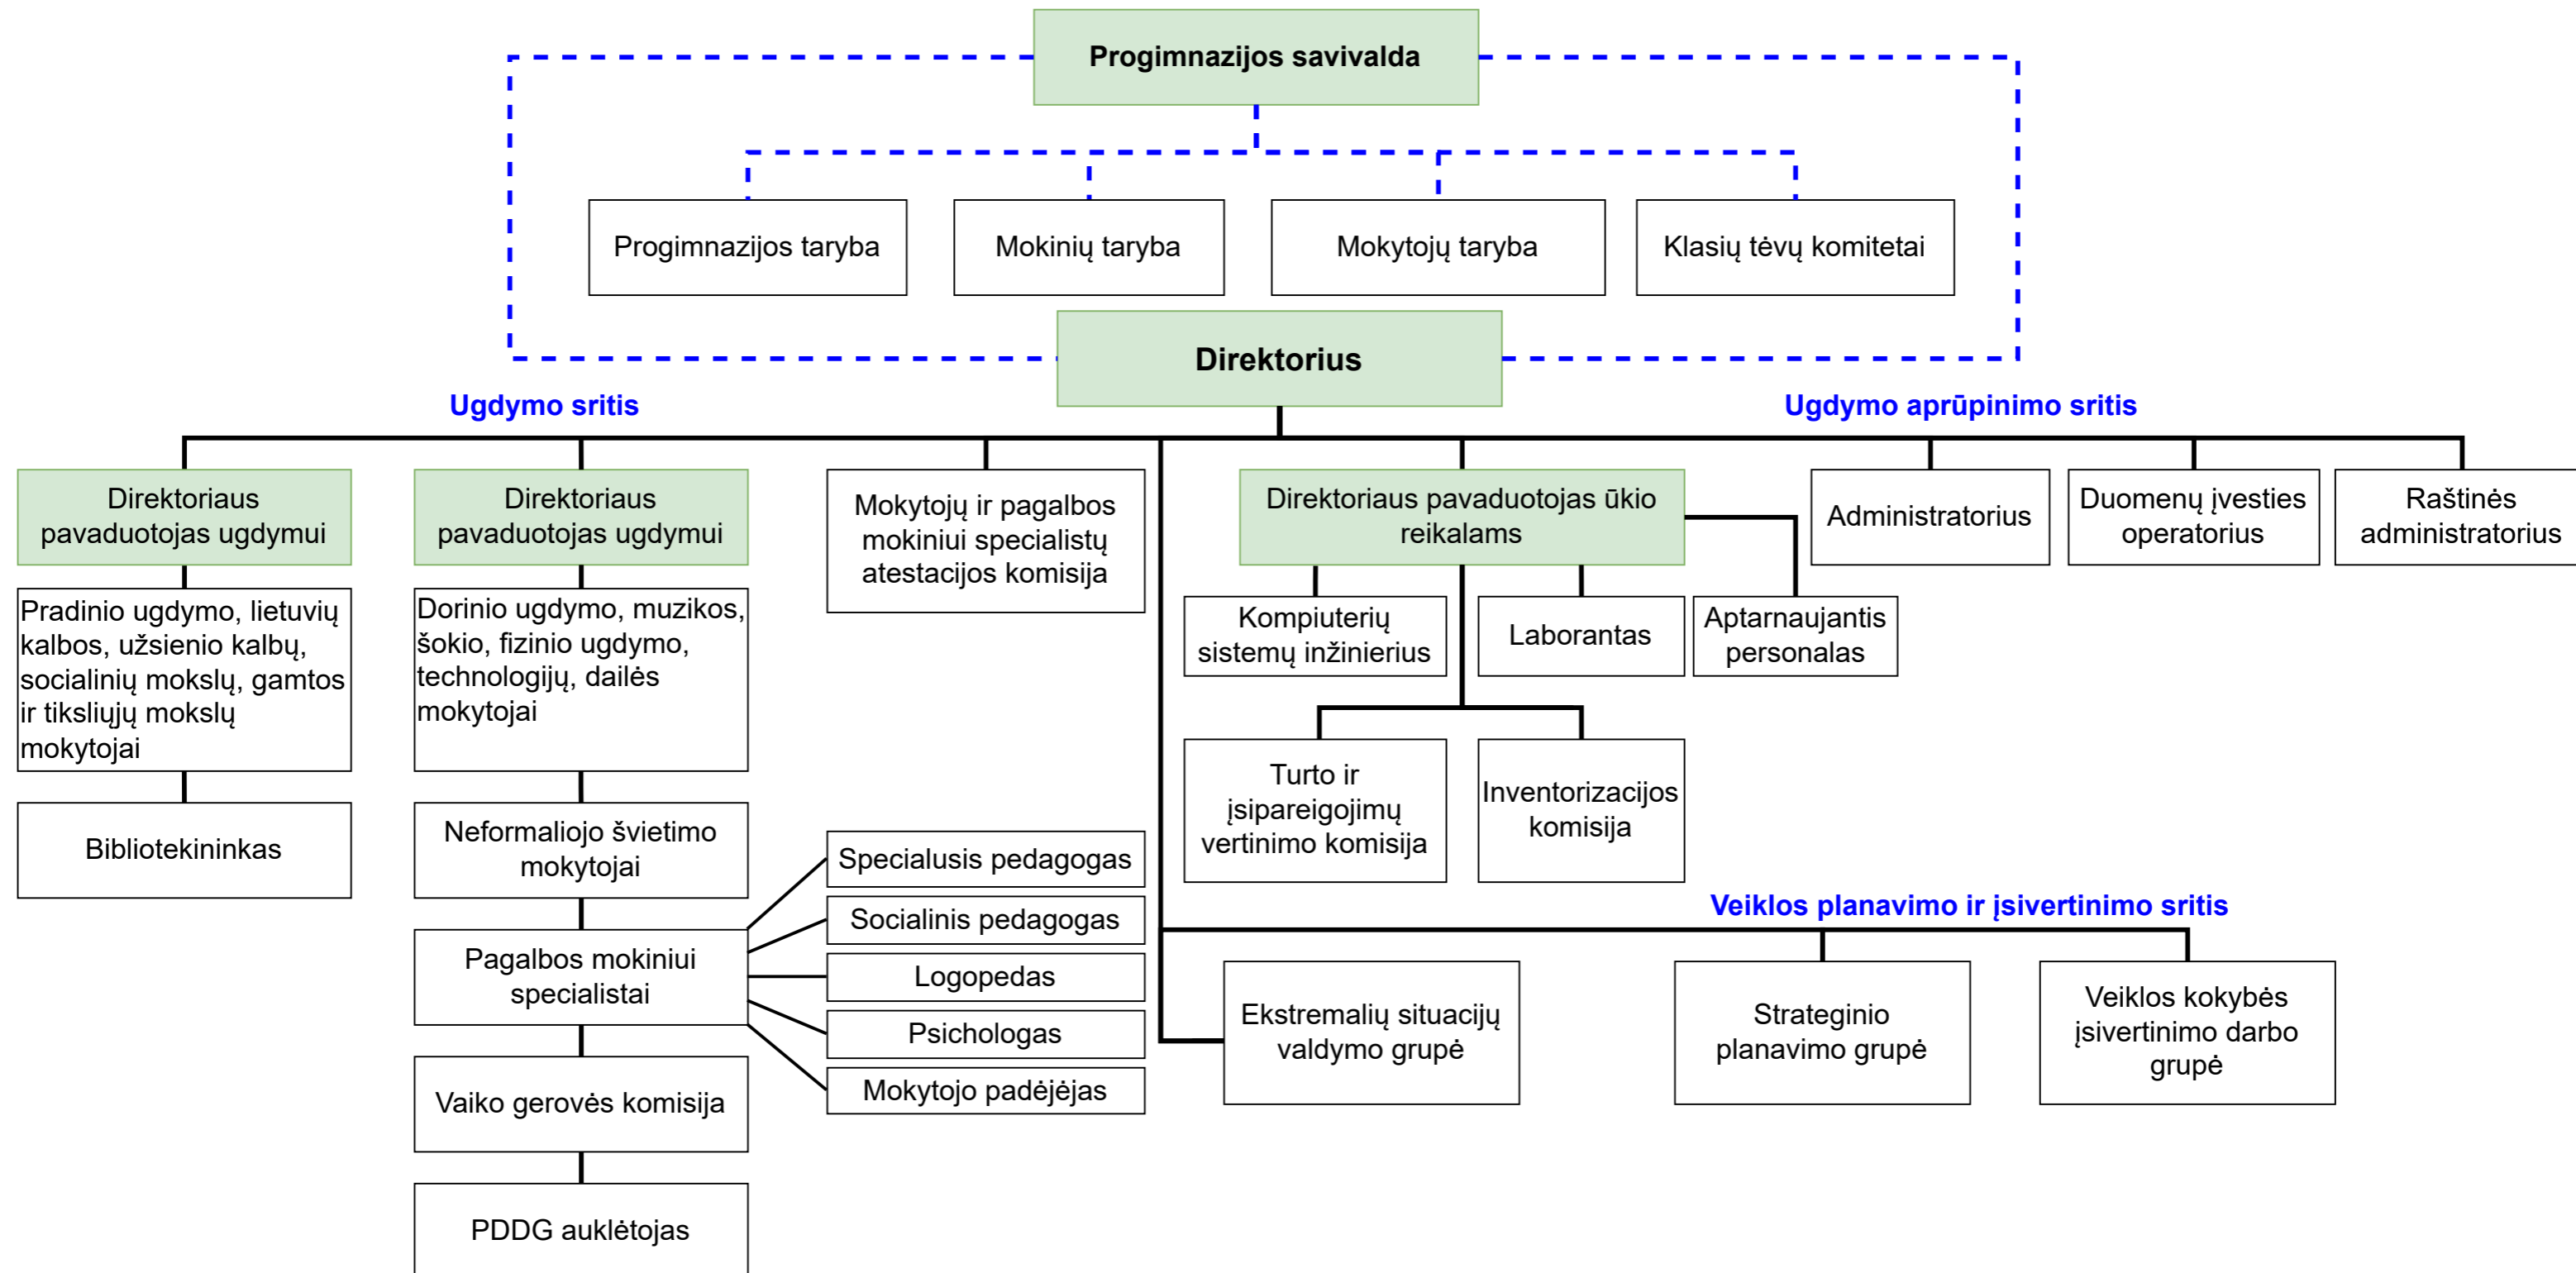 Progimnazijos savivalda
Progimnazijos taryba
Mokinių taryba
Mokytojų taryba
Klasių tėvų komitetai
Direktorius
Ugdymo sritis
Ugdymo aprūpinimo sritis
Direktoriaus
pavaduotojas ugdymui
Direktoriaus
pavaduotojas ugdymui
Mokytojų ir pagalbos
mokiniui specialistų
atestacijos komisija
Direktoriaus pavaduotojas ūkio
reikalams
Administratorius
Duomenų įvesties
operatorius
Raštinės
administratorius
Pradinio ugdymo, lietuvių
kalbos, užsienio kalbų,
socialinių mokslų, gamtos
ir tiksliųjų mokslų
mokytojai
Dorinio ugdymo, muzikos,
šokio, fizinio ugdymo,
technologijų, dailės
mokytojai
Kompiuterių
sistemų inžinierius
Laborantas
Aptarnaujantis
personalas
Turto ir
įsipareigojimų
vertinimo komisija
Inventorizacijos
komisija
Bibliotekininkas
Neformaliojo švietimo
mokytojai
Specialusis pedagogas
Socialinis pedagogas
Logopedas
Psichologas
Mokytojo padėjėjas
Pagalbos mokiniui
specialistai
Veiklos planavimo ir įsivertinimo sritis
Ekstremalių situacijų
valdymo grupė
Strateginio
planavimo grupė
Veiklos kokybės
įsivertinimo darbo
grupė
Vaiko gerovės komisija
PDDG auklėtojas